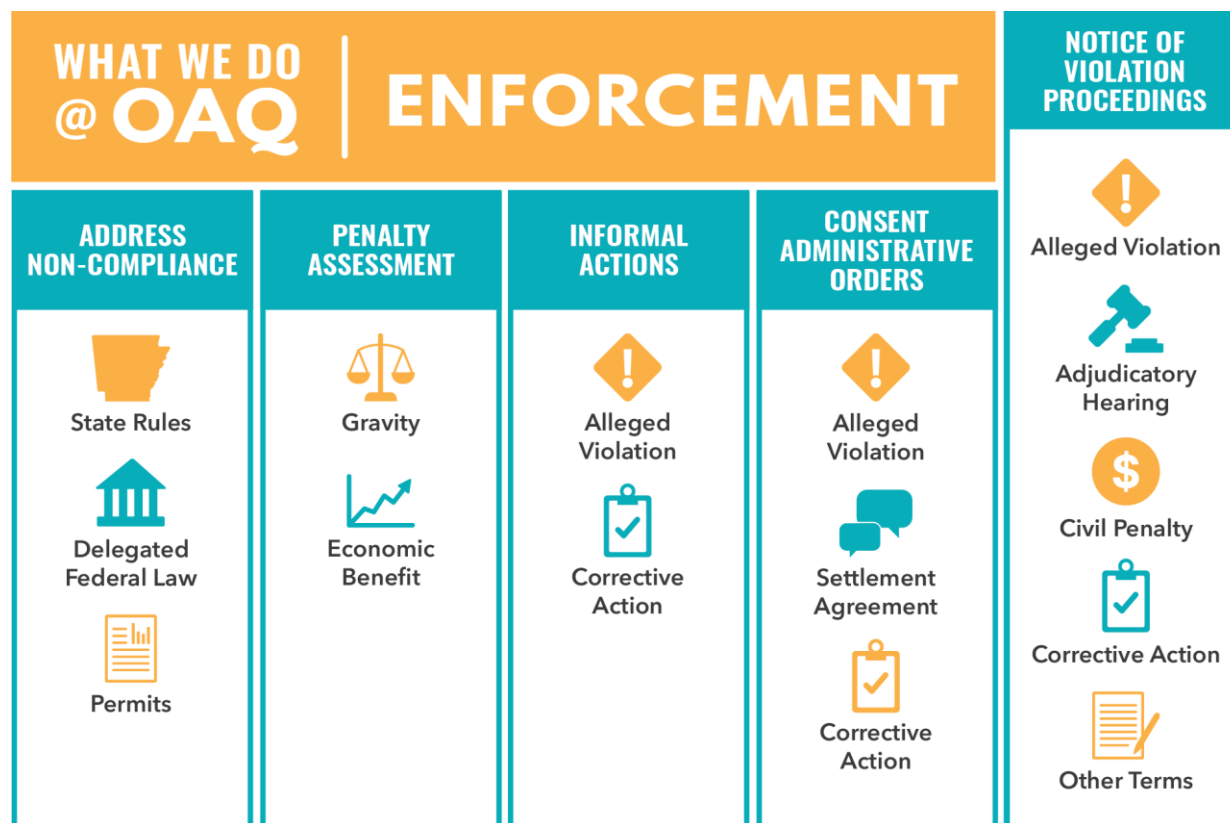 WHAT WE DO
@ OAQ
ENFORCEMENT
ADDRESS
NON-COMPLIANCE
State Rules
Delegated
Federal Law
Permits
PENALTY
ASSESSMENT
Gravity
Economic
Benefit
INFORMAL
ACTIONS
Alleged
Violation
Corrective
Action
CONSENT
ADMINISTRATIVE
ORDERS
Alleged
Violation
Settlement
Agreement
Corrective
Action
NOTICE OF
VIOLATION
PROCEEDINGS
Alleged Violation
Adjudicatory
Hearing
$
Civil Penalty
Corrective Action
Other Terms